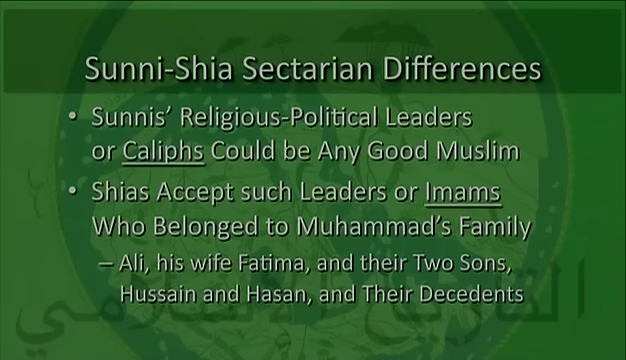 Sunni-Shia Sectarian Differences
• Sunnis' Religious-Political Leaders
or Caliphs Could be Any Good Muslim
• Shias Accept such Leaders or Imams
Who Belonged to Muhammad's Family
– Ali, his wife Fatima, and their Two Sons,
Hussain and Hasan, and Their Decedents
التاريخ الإسلامي